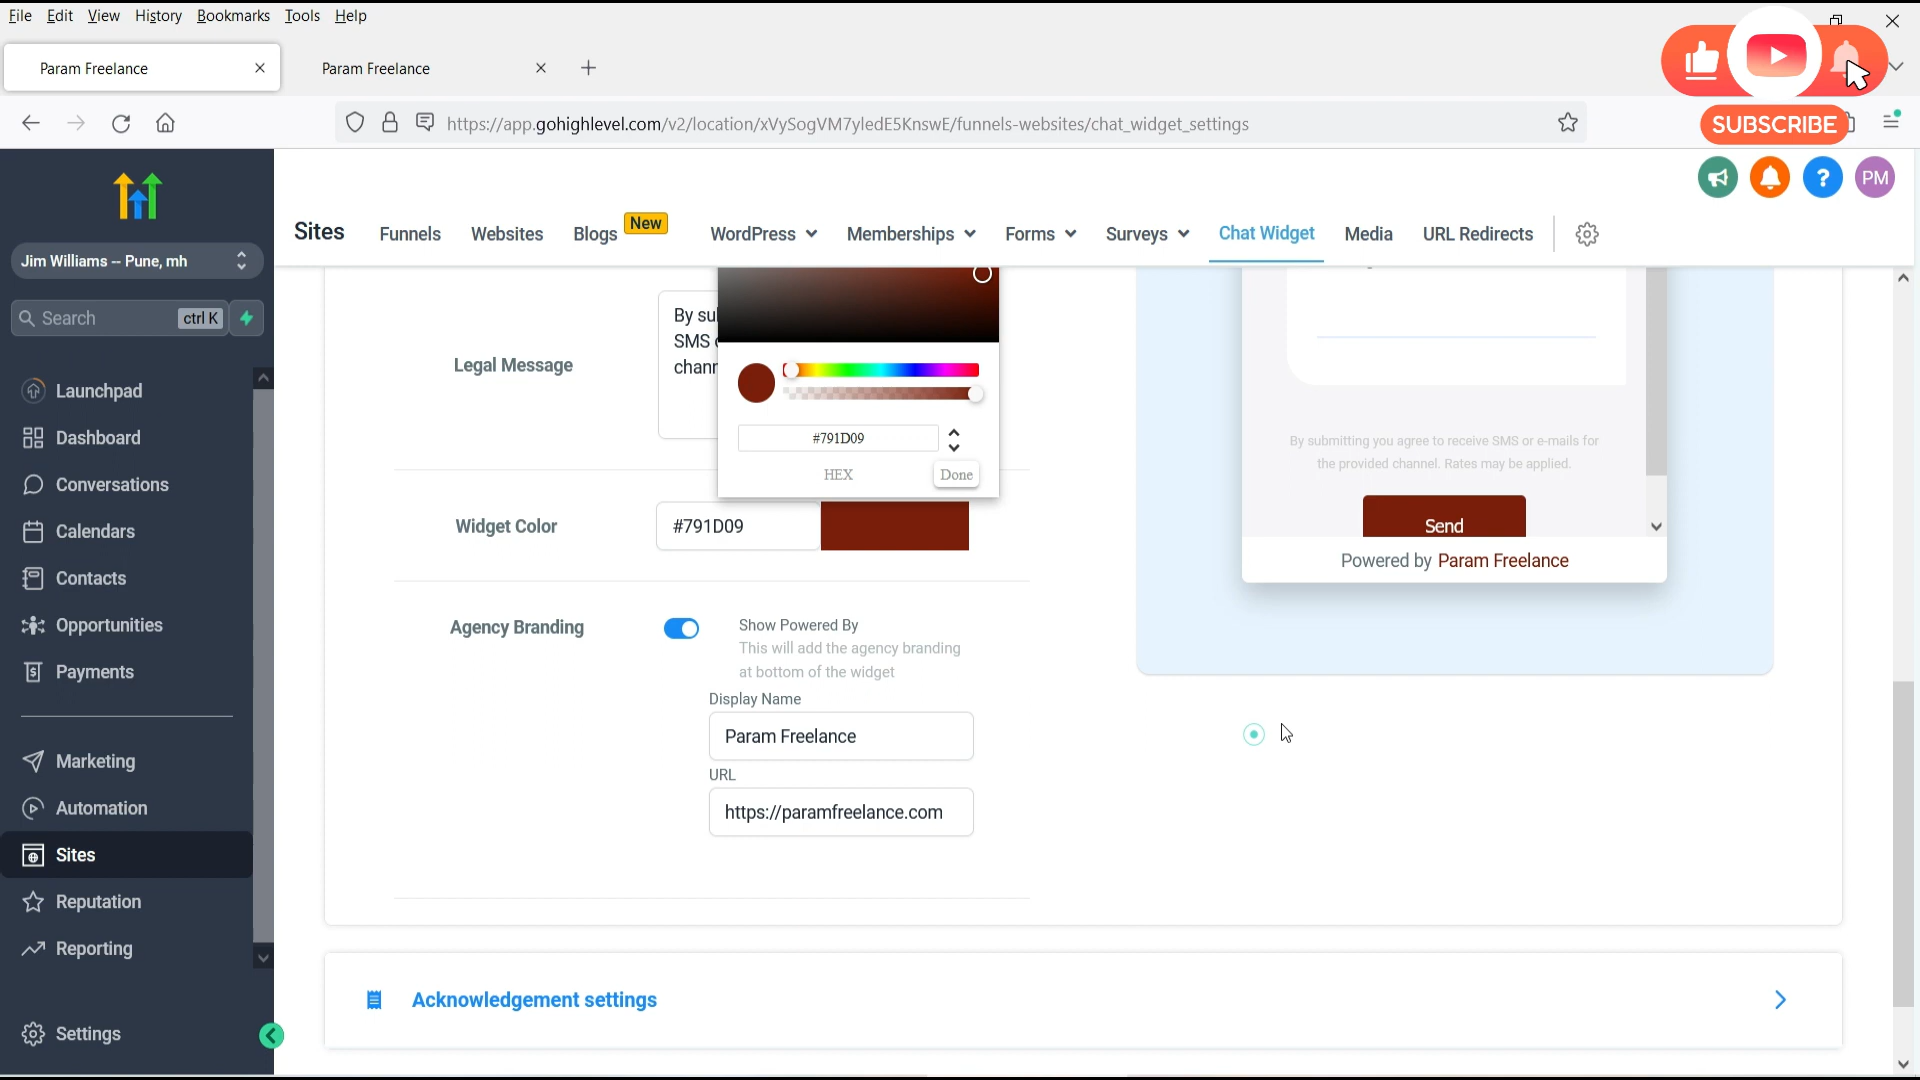 File Edit View History Bookmarks Tools Help
Param Freelance
Param Freelance
https://app.gohighlevel.com/v2/location/xVySogVM7yledE5KnswE/funnels-websites/chat_widget_settings
SUBSCRIBE
PM
Jim Williams -- Pune, mh
Search ctrl K
Launchpad
Dashboard
Conversations
Calendars
Contacts
Opportunities
Payments
Marketing
Automation
Sites
Reputation
Reporting
Settings
Sites Funnels Websites Blogs New WordPress Memberships Forms Surveys Chat Widget Media URL Redirects
Legal Message
By su
SMS
chan
#791D09
HEX Done
Widget Color #791D09
Agency Branding
Show Powered By
This will add the agency branding
at bottom of the widget
Display Name
Param Freelance
URL
https://paramfreelance.com
By submitting you agree to receive SMS or e-mails for
the provided channel. Rates may be applied.
Send
Powered by Param Freelance
Acknowledgement settings